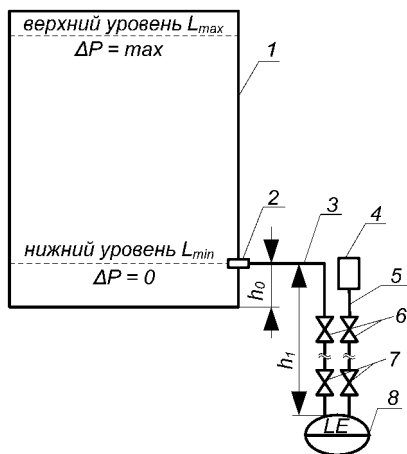 верхний уровень Lmax
ΔP = max
1
2
3
4
нижний уровень Lmin
ΔP = 0
h0
h1
5
6
7
LE
8